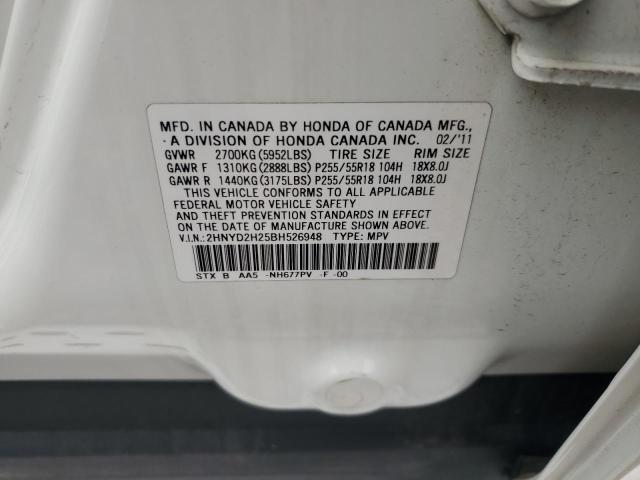 MFD. IN CANADA BY HONDA OF CANADA MFG.,
A DIVISION OF HONDA CANADA INC. 02/'11
GVWR 2700KG(5952LBS) TIRE SIZE RIM SIZE
GAWR F 1310KG(2888LBS) P255/55R18 104H 18X8.0J
GAWR R 1440KG(3175LBS) P255/55R18 104H 18X8.0J
THIS VEHICLE CONFORMS TO ALL APPLICABLE
FEDERAL MOTOR VEHICLE SAFETY
AND THEFT PREVENTION STANDARDS IN EFFECT
ON THE DATE OF MANUFACTURE SHOWN ABOVE.
V.I.N.: 2HNYD2H25BH526948 TYPE: MPV
STX B AA5 -NH677PV -F -00